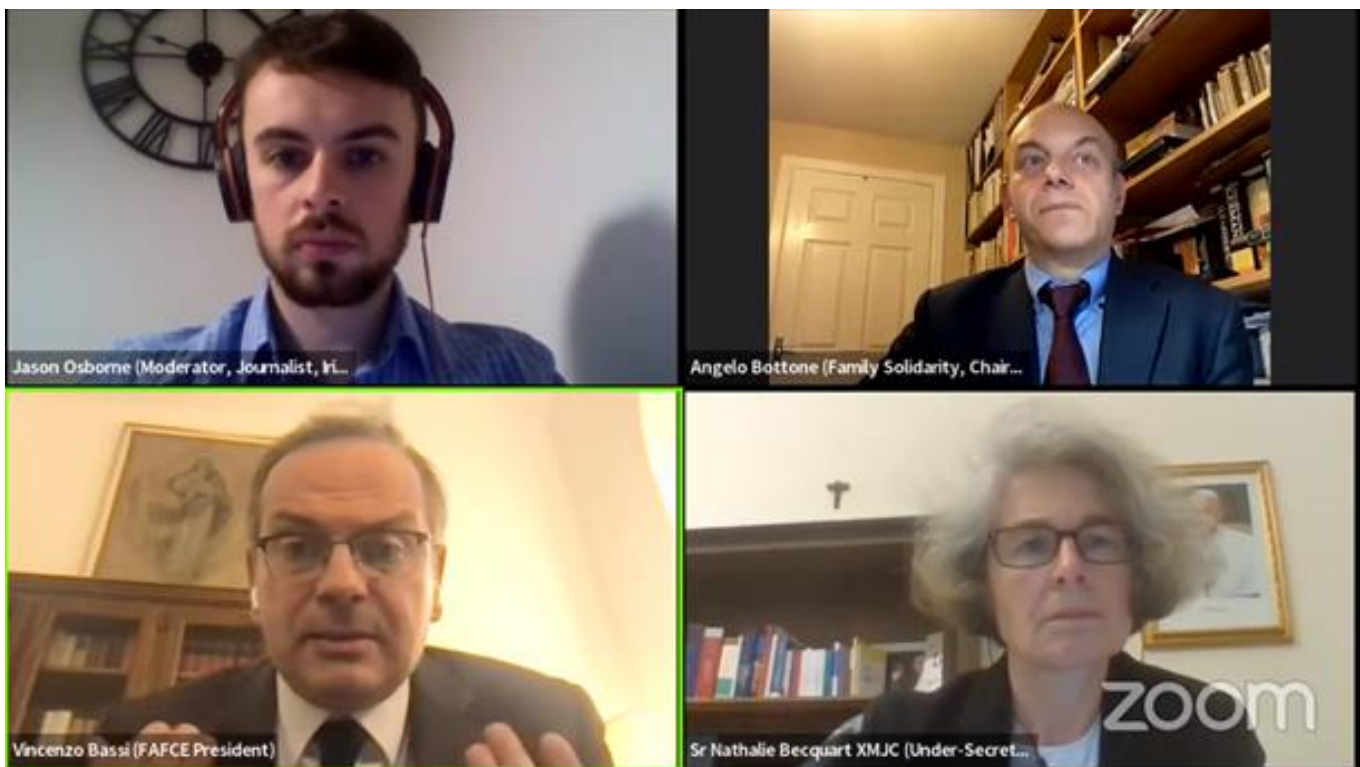 Jason Osborne (Moderator, Journalist, Iri...
Angelo Bottone (Family Solidarity, Chair...
Vincenzo Bassi (FAFCE President)
Sr Nathalie Becquart XMJC (Under-Secret...
zoom